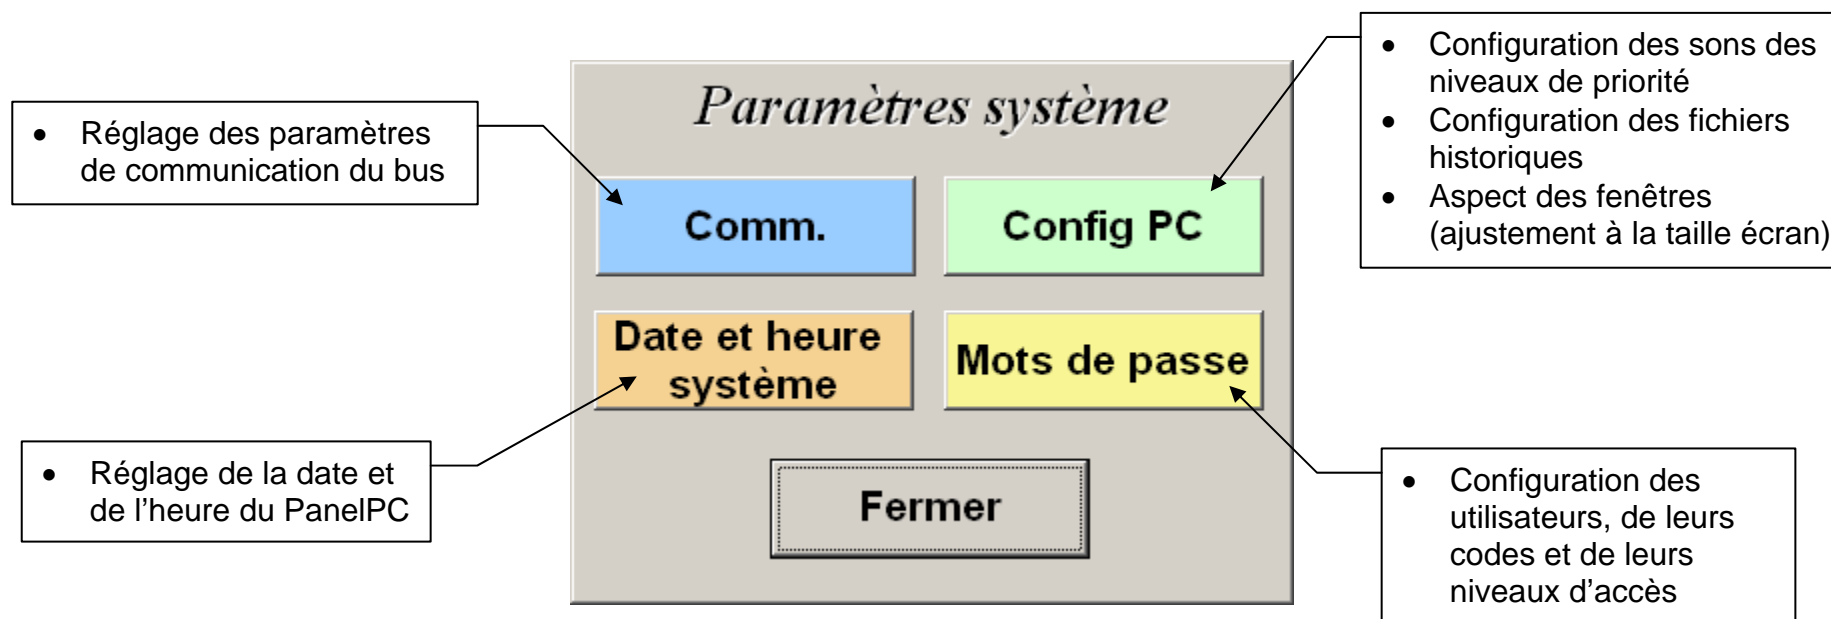 Paramètres système
• Réglage des paramètres
de communication du bus
• Configuration des sons des
niveaux de priorité
• Configuration des fichiers
historiques
• Aspect des fenêtres
(ajustement à la taille écran)
Comm.
Config PC
Date et heure
système
Mots de passe
• Réglage de la date et
de l’heure du PanelPC
Fermer
• Configuration des
utilisateurs, de leurs
codes et de leurs
niveaux d’accès